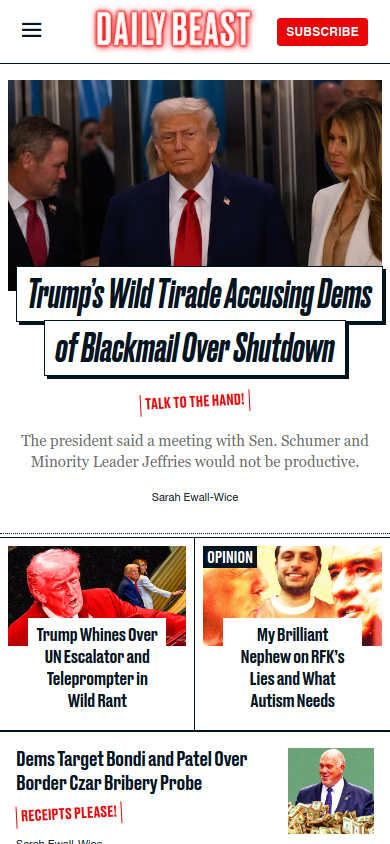 DAILY BEAST
SUBSCRIBE
Trump's Wild Tirade Accusing Dems
of Blackmail Over Shutdown
TALK TO THE HAND!
The president said a meeting with Sen. Schumer and
Minority Leader Jeffries would not be productive.
Sarah Ewall-Wice
Trump Whines Over
UN Escalator and
Teleprompter in
Wild Rant
OPINION
My Brilliant
Nephew on RFK's
Lies and What
Autism Needs
Dems Target Bondi and Patel Over
Border Czar Bribery Probe
RECEIPTS PLEASE!
Sarah Ewall-Wice